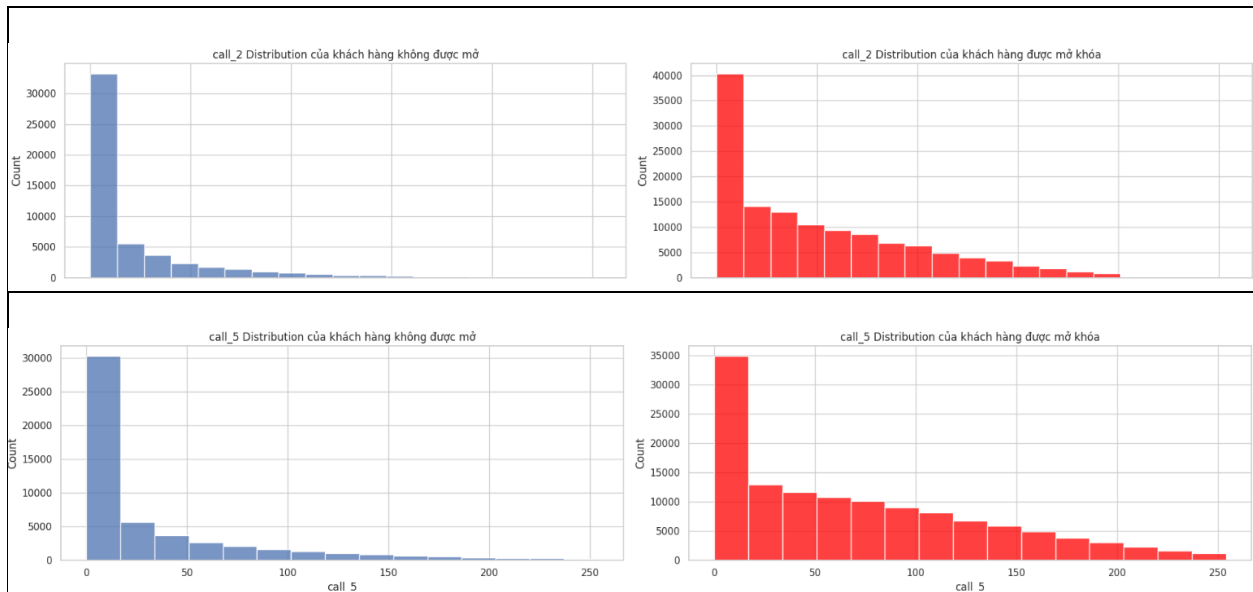 call_2 Distribution của khách hàng không được mở
call_2 Distribution của khách hàng được mở khóa
Count
30000
25000
20000
15000
10000
5000
0
Count
40000
35000
30000
25000
20000
15000
10000
5000
0
call_5 Distribution của khách hàng không được mở
call_5 Distribution của khách hàng được mở khóa
Count
30000
25000
20000
15000
10000
5000
0
0 50 100 150 200 250
call_5
Count
35000
30000
25000
20000
15000
10000
5000
0
0 50 100 150 200 250
call_5